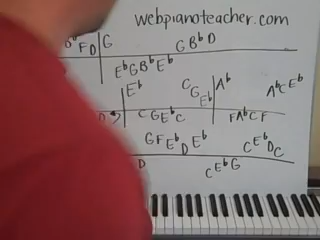 webpianoteacher.com
B♭ F D G G B♭ D
E♭ G B♭ E♭
E♭ C G E♭ A♭ A♭ C E♭
D C G E♭ C F A♭ C F
G F E♭ D E♭ C E♭ D C
D C E♭ G